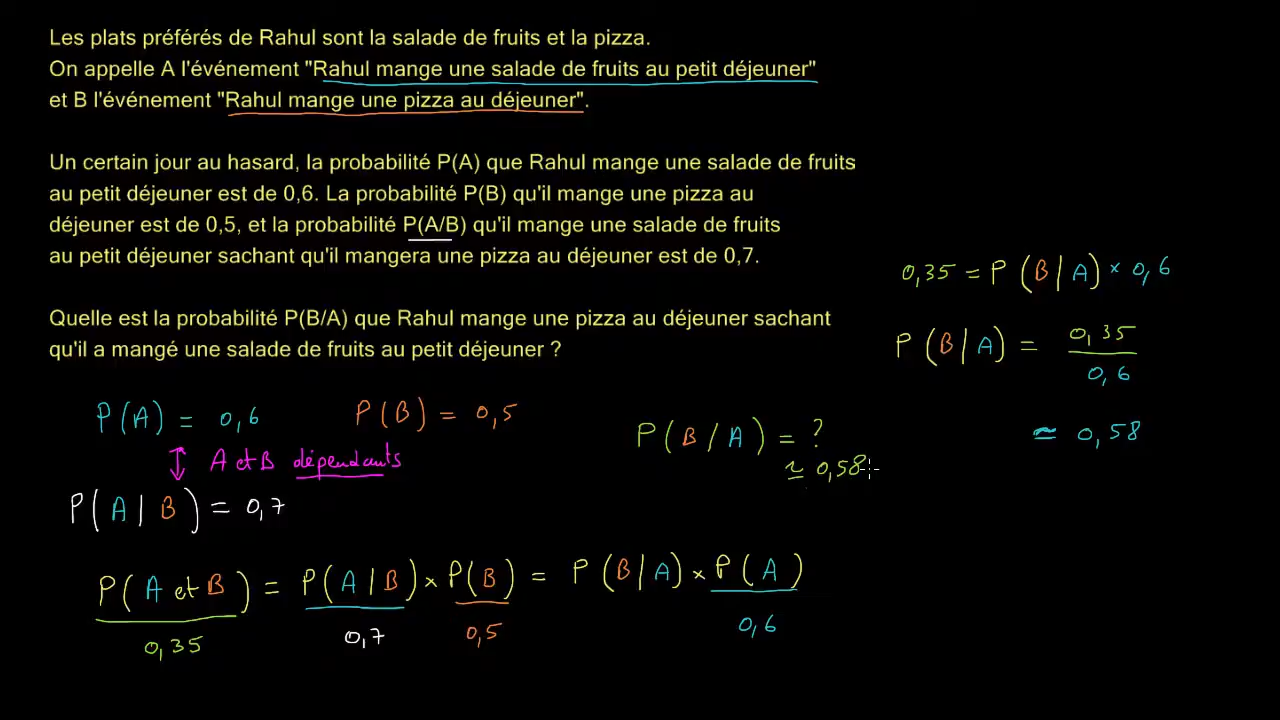 Les plats préférés de Rahul sont la salade de fruits et la pizza.
On appelle A l'événement "Rahul mange une salade de fruits au petit déjeuner"
et B l'événement "Rahul mange une pizza au déjeuner".
Un certain jour au hasard, la probabilité P(A) que Rahul mange une salade de fruits
au petit déjeuner est de 0,6. La probabilité P(B) qu'il mange une pizza au
déjeuner est de 0,5, et la probabilité P(A/B) qu'il mange une salade de fruits
au petit déjeuner sachant qu'il mangera une pizza au déjeuner est de 0,7.
Quelle est la probabilité P(B/A) que Rahul mange une pizza au déjeuner sachant
qu'il a mangé une salade de fruits au petit déjeuner ?
P(A) = 0,6 P(B) = 0,5
↕ A et B dépendants
P(A|B) = 0,7
P(A et B) = P(A|B) × P(B) = P(B|A) × P(A)
0,35 0,7 0,5 0,6
P(B/A) = ?
≃ 0,58
0,35 = P(B|A) × 0,6
P(B|A) = 0,35
0,6
≃ 0,58